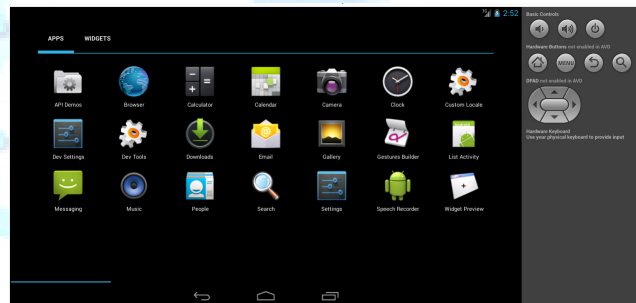 3G 2:52
APPS WIDGETS
API Demos Browser Calculator Calendar Camera Clock Custom Locale
Dev Settings Dev Tools Downloads Email Gallery Gestures Builder List Activity
Messaging Music People Search Settings Speech Recorder Widget Preview
Basic Controls
Hardware Buttons not enabled in AVD
MENU
DPAD not enabled in AVD
Hardware Keyboard
Use your physical keyboard to provide input